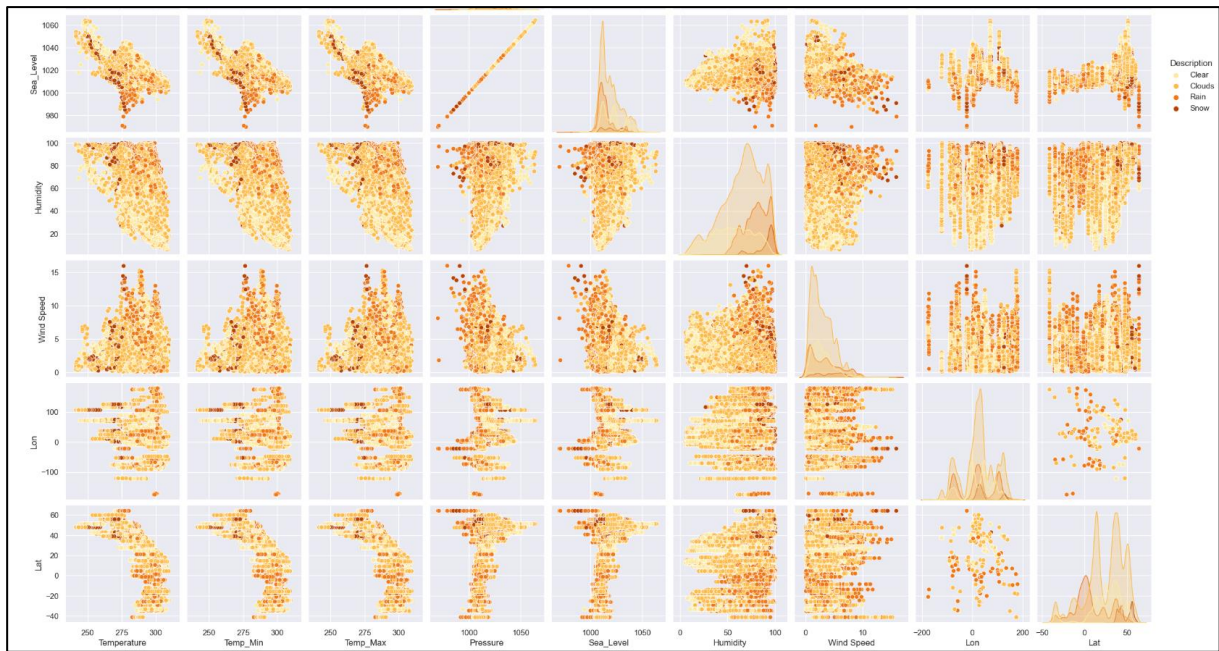 1060
1040
1020
1000
980
Sea_Level
Description
Clear
Clouds
Rain
Snow
100
80
60
40
20
Humidity
15
10
5
0
Wind Speed
100
0
−100
Lon
60
40
20
0
−20
−40
Lat
250 275 300 250 275 300 250 275 300 1000 1050 1000 1050 0 50 100 0 10 −200 0 200 −50 0 50
Temperature Temp_Min Temp_Max Pressure Sea_Level Humidity Wind Speed Lon Lat